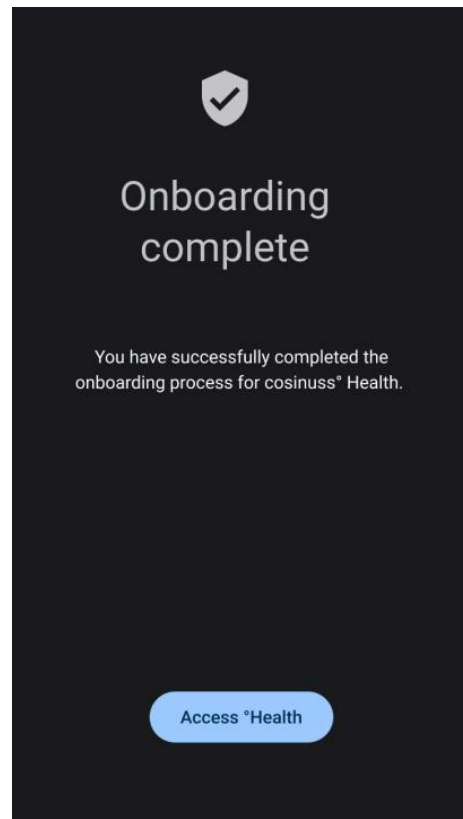 Onboarding
complete
You have successfully completed the
onboarding process for cosinuss° Health.
Access °Health